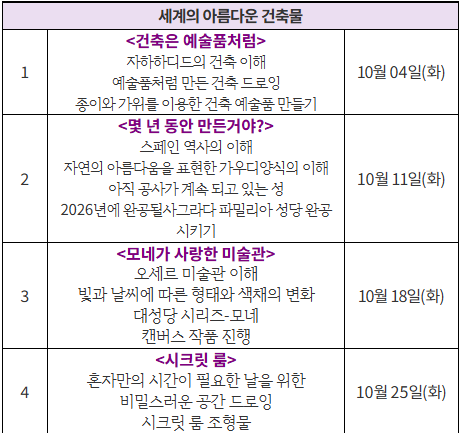 세계의 아름다운 건축물
1
<건축은 예술품처럼>
자하하디드의 건축 이해
예술품처럼 만든 건축 드로잉
종이와 가위를 이용한 건축 예술품 만들기
10월 04일(화)
2
<몇 년 동안 만든거야?>
스페인 역사의 이해
자연의 아름다움을 표현한 가우디양식의 이해
아직 공사가 계속 되고 있는 성
2026년에 완공될사그라다 파밀리아 성당 완공
시키기
10월 11일(화)
3
<모네가 사랑한 미술관>
오세르 미술관 이해
빛과 날씨에 따른 형태와 색채의 변화
대성당 시리즈-모네
캔버스 작품 진행
10월 18일(화)
4
<시크릿 룸>
혼자만의 시간이 필요한 날을 위한
비밀스러운 공간 드로잉
시크릿 룸 조형물
10월 25일(화)